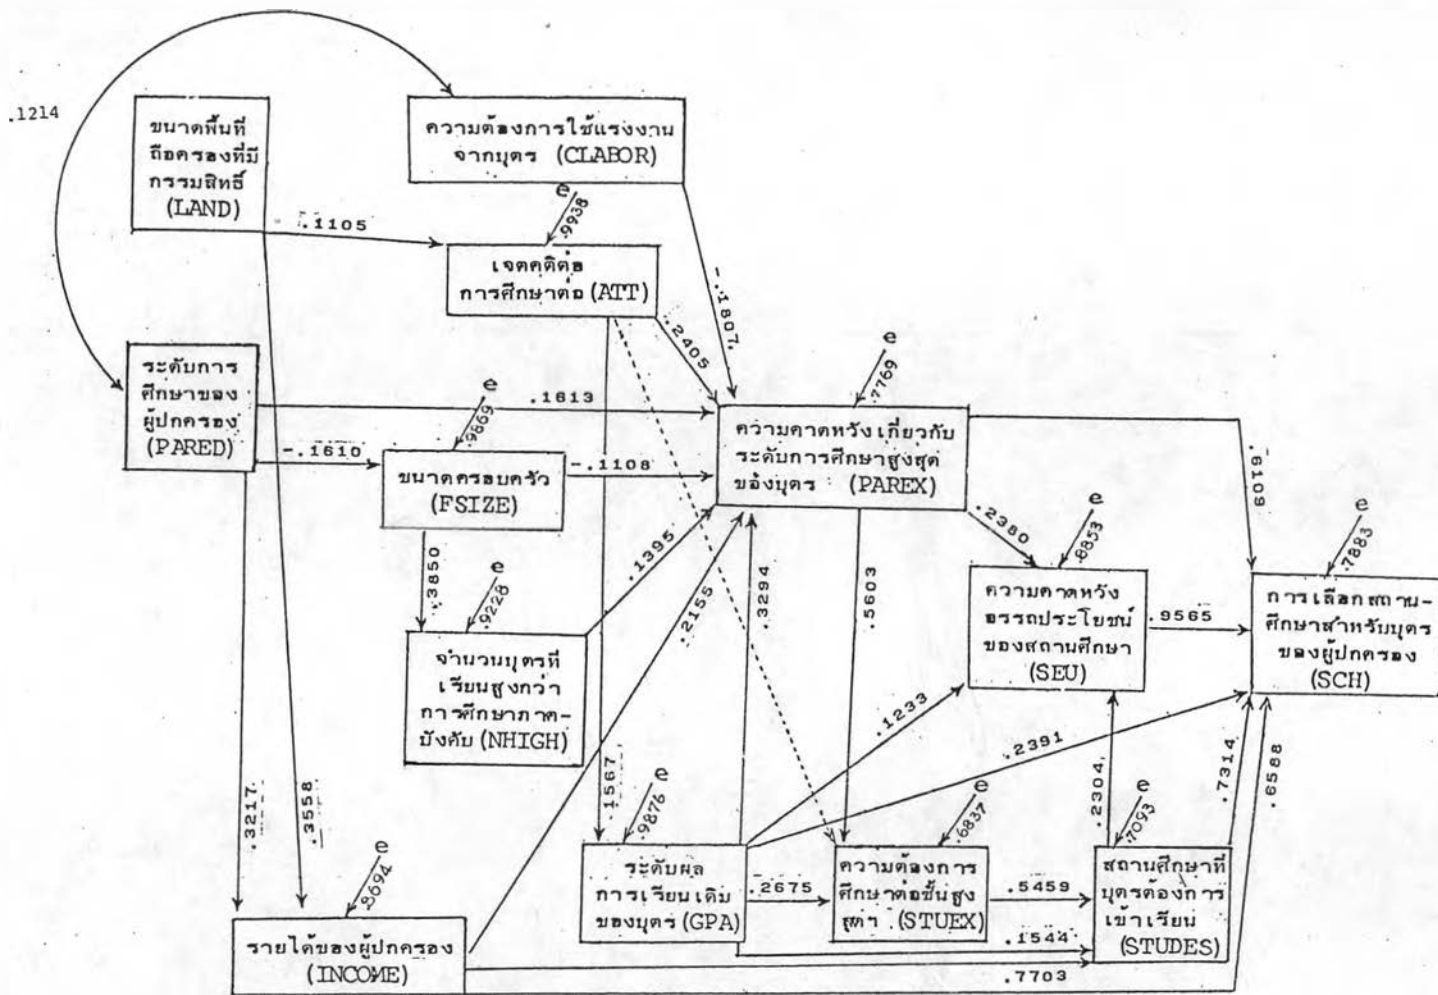 .1214
ขนาดพื้นที่
ถือครองที่มี
กรรมสิทธิ์
(LAND)
ความต้องการใช้แรงงาน
จากบุตร (CLABOR)
e
.9938
.1105
เจตคติต่อ
การศึกษาต่อ (ATT)
-.1807
.2405
ระดับการ
ศึกษาของ
ผู้ปกครอง
(PARED)
e
.7769
.1613
e
.9869
-.1610
ขนาดครอบครัว
(FSIZE)
-.1108
ความคาดหวังเกี่ยวกับ
ระดับการศึกษาสูงสุด
ของบุตร (PAREX)
.6109
.2380
e
.8853
e
.7883
.3850
e
.9228
.1395
.2155
.3294
.5603
ความคาดหวัง
อรรถประโยชน์
ของสถานศึกษา
(SEU)
.9565
การเลือกสถาน-
ศึกษาสำหรับบุตร
ของผู้ปกครอง
(SCH)
จำนวนบุตรที่
เรียนสูงกว่า
การศึกษาภาค-
บังคับ (NHIGH)
.1233
.2391
.2304
.7314
.6588
.3217
.3558
.1567
e
.9876
e
.6837
e
.7093
e
.8694
ระดับผล
การเรียนเดิม
ของบุตร (GPA)
.2675
ความต้องการ
ศึกษาต่อชั้นสูง
สุด (STUEX)
.5459
สถานศึกษาที่
บุตรต้องการ
เข้าเรียน
(STUDES)
.1544
รายได้ของผู้ปกครอง
(INCOME)
.7703